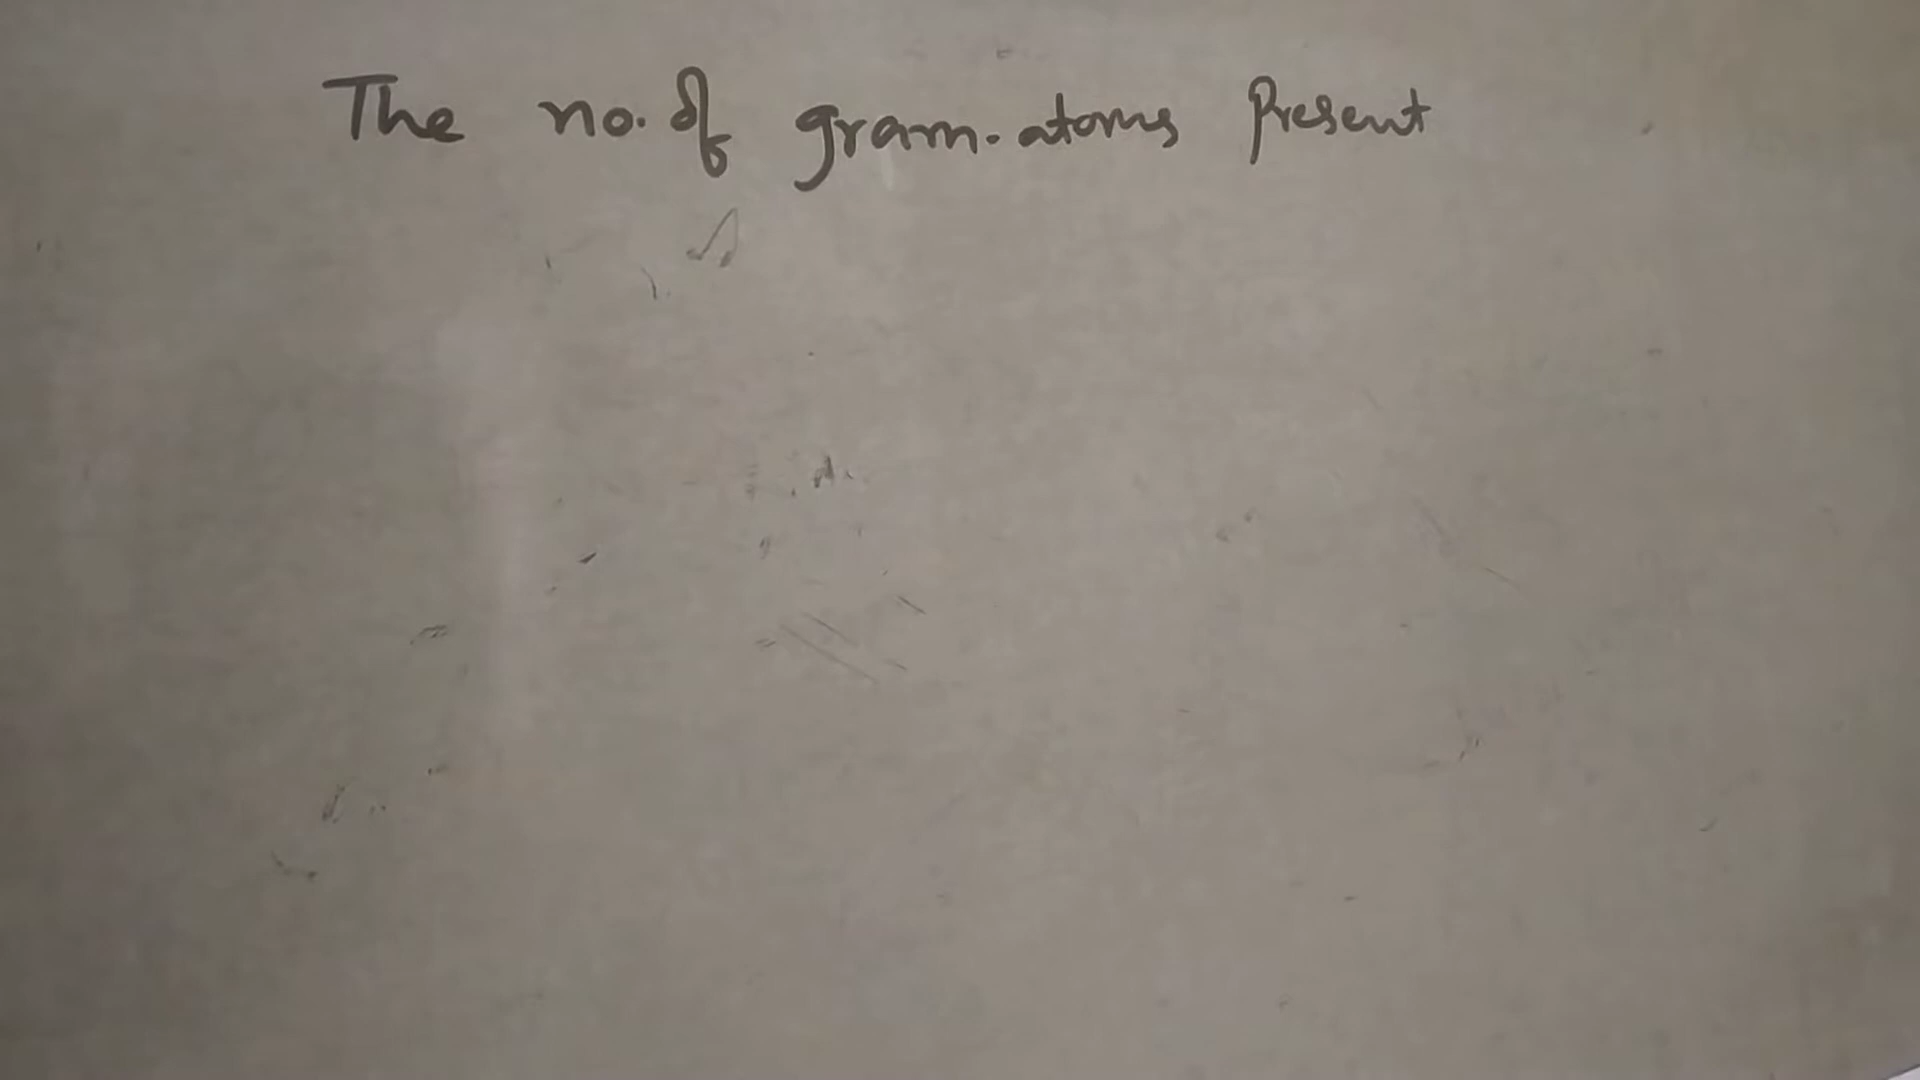 The no. of gram. atoms Present